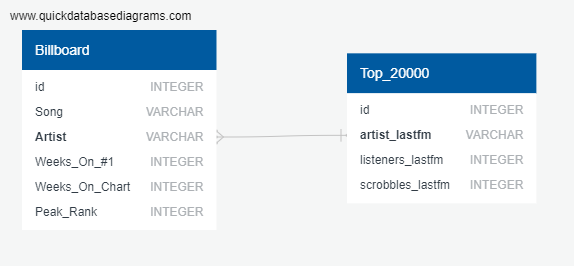 www.quickdatabasediagrams.com
Billboard
id INTEGER
Song VARCHAR
Artist VARCHAR
Weeks_On_#1 INTEGER
Weeks_On_Chart INTEGER
Peak_Rank INTEGER
Top_20000
id INTEGER
artist_lastfm VARCHAR
listeners_lastfm INTEGER
scrobbles_lastfm INTEGER